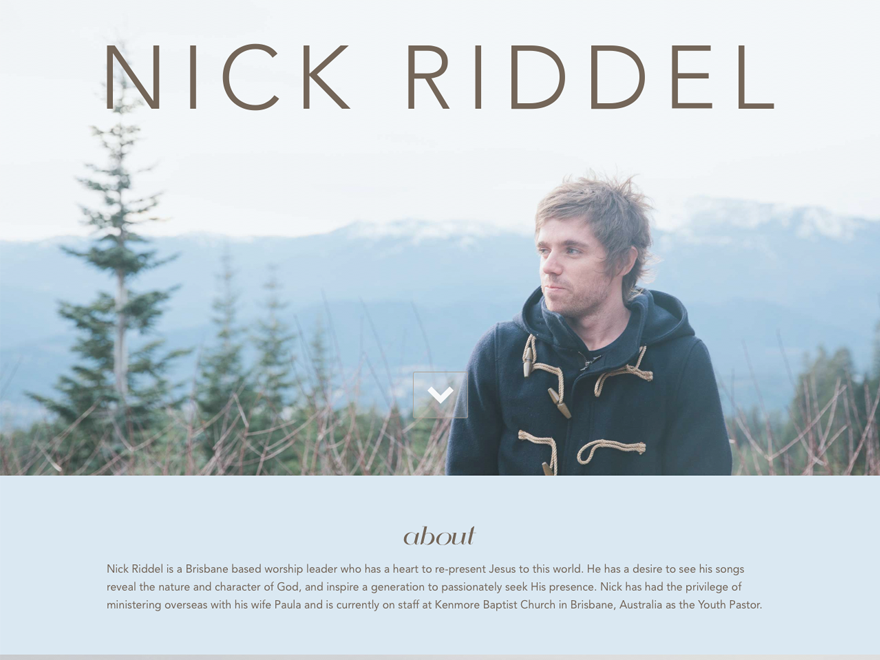 NICK RIDDEL
about
Nick Riddel is a Brisbane based worship leader who has a heart to re-present Jesus to this world. He has a desire to see his songs
reveal the nature and character of God, and inspire a generation to passionately seek His presence. Nick has had the privilege of
ministering overseas with his wife Paula and is currently on staff at Kenmore Baptist Church in Brisbane, Australia as the Youth Pastor.